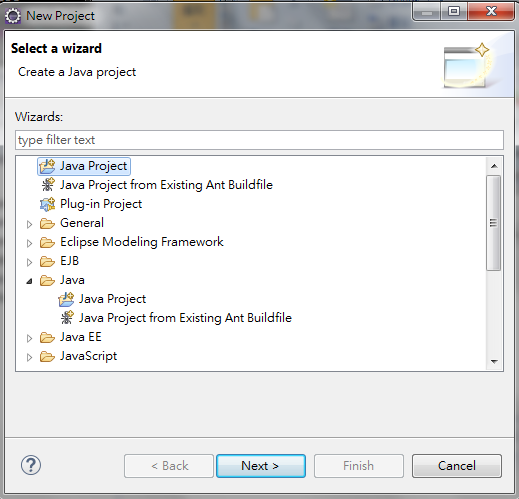 New Project
Select a wizard
Create a Java project
Wizards:
type filter text
Java Project
Java Project from Existing Ant Buildfile
Plug-in Project
General
Eclipse Modeling Framework
EJB
Java
Java Project
Java Project from Existing Ant Buildfile
Java EE
JavaScript
? < Back Next > Finish Cancel